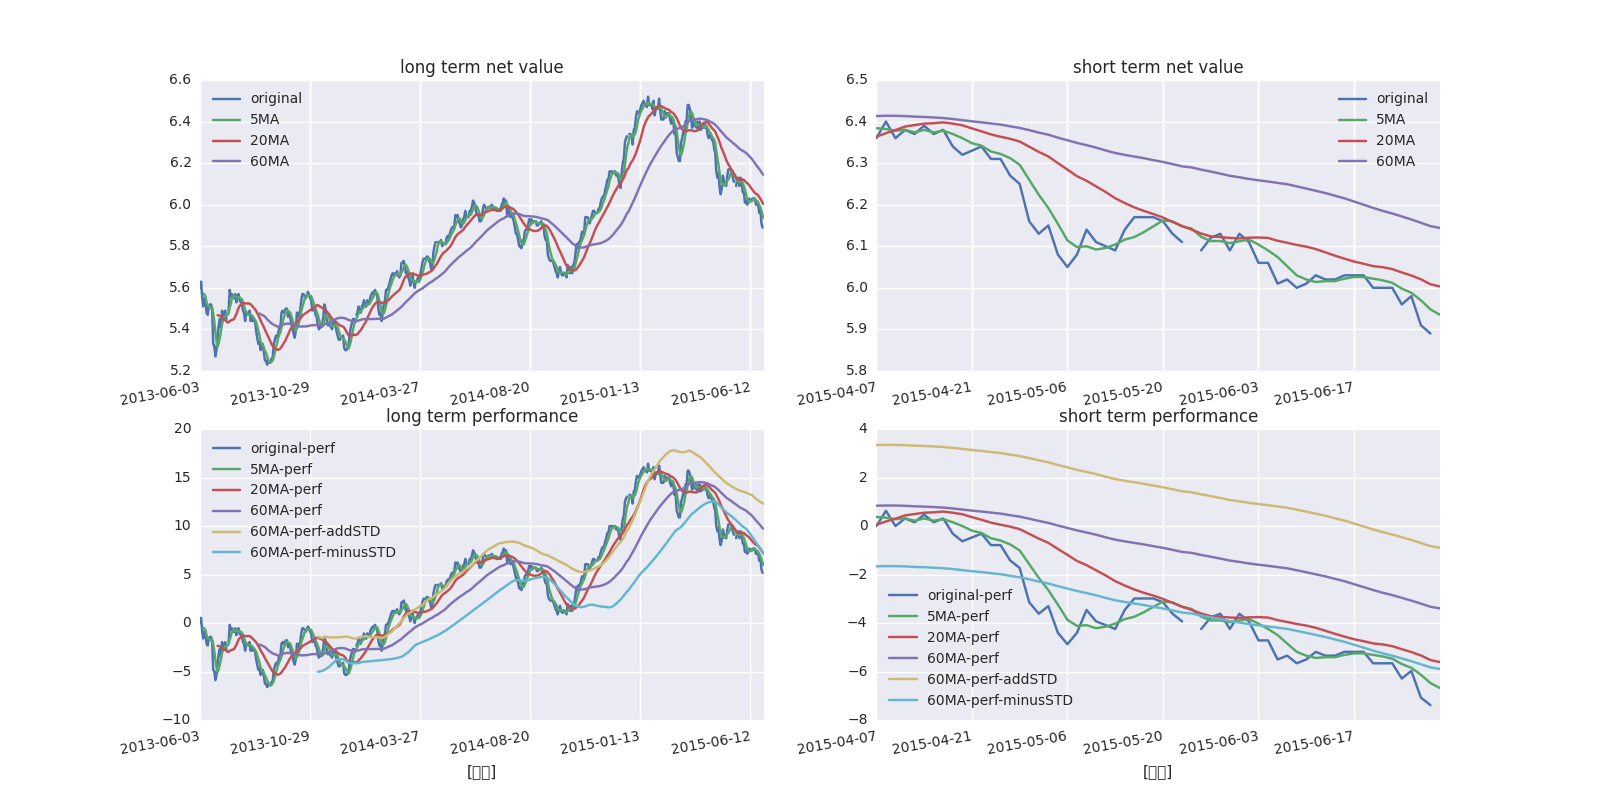 long term net value
6.6
6.4
6.2
6.0
5.8
5.6
5.4
5.2
original
5MA
20MA
60MA
2013-06-03
2013-10-29
2014-03-27
2014-08-20
2015-01-13
2015-06-12
short term net value
6.5
6.4
6.3
6.2
6.1
6.0
5.9
5.8
original
5MA
20MA
60MA
2015-04-07
2015-04-21
2015-05-06
2015-05-20
2015-06-03
2015-06-17
long term performance
20
15
10
5
0
−5
−10
original-perf
5MA-perf
20MA-perf
60MA-perf
60MA-perf-addSTD
60MA-perf-minusSTD
2013-06-03
2013-10-29
2014-03-27
2014-08-20
2015-01-13
2015-06-12
short term performance
4
2
0
−2
−4
−6
−8
original-perf
5MA-perf
20MA-perf
60MA-perf
60MA-perf-addSTD
60MA-perf-minusSTD
2015-04-07
2015-04-21
2015-05-06
2015-05-20
2015-06-03
2015-06-17